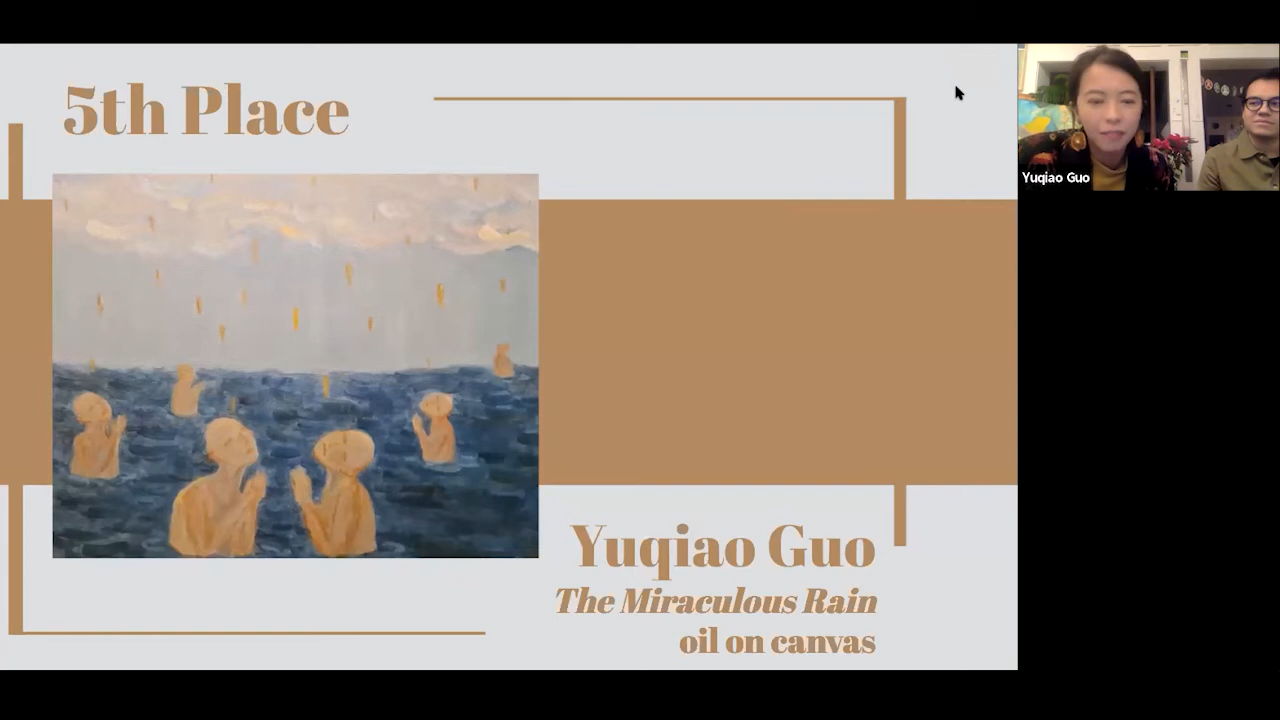 5th Place
Yuqiao Guo
Yuqiao Guo
The Miraculous Rain
oil on canvas